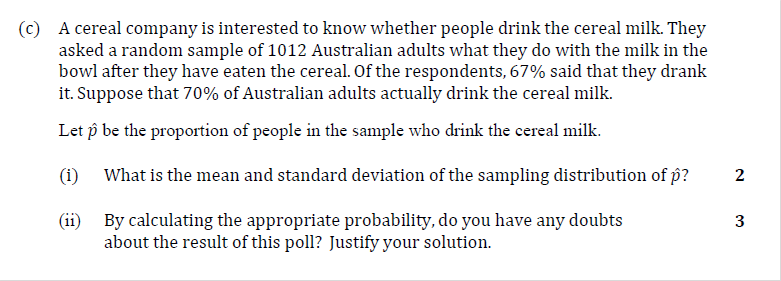 (c) A cereal company is interested to know whether people drink the cereal milk. They
asked a random sample of 1012 Australian adults what they do with the milk in the
bowl after they have eaten the cereal. Of the respondents, 67% said that they drank
it. Suppose that 70% of Australian adults actually drink the cereal milk.
Let p̂ be the proportion of people in the sample who drink the cereal milk.
(i) What is the mean and standard deviation of the sampling distribution of p̂? 2
(ii) By calculating the appropriate probability, do you have any doubts 3
about the result of this poll? Justify your solution.